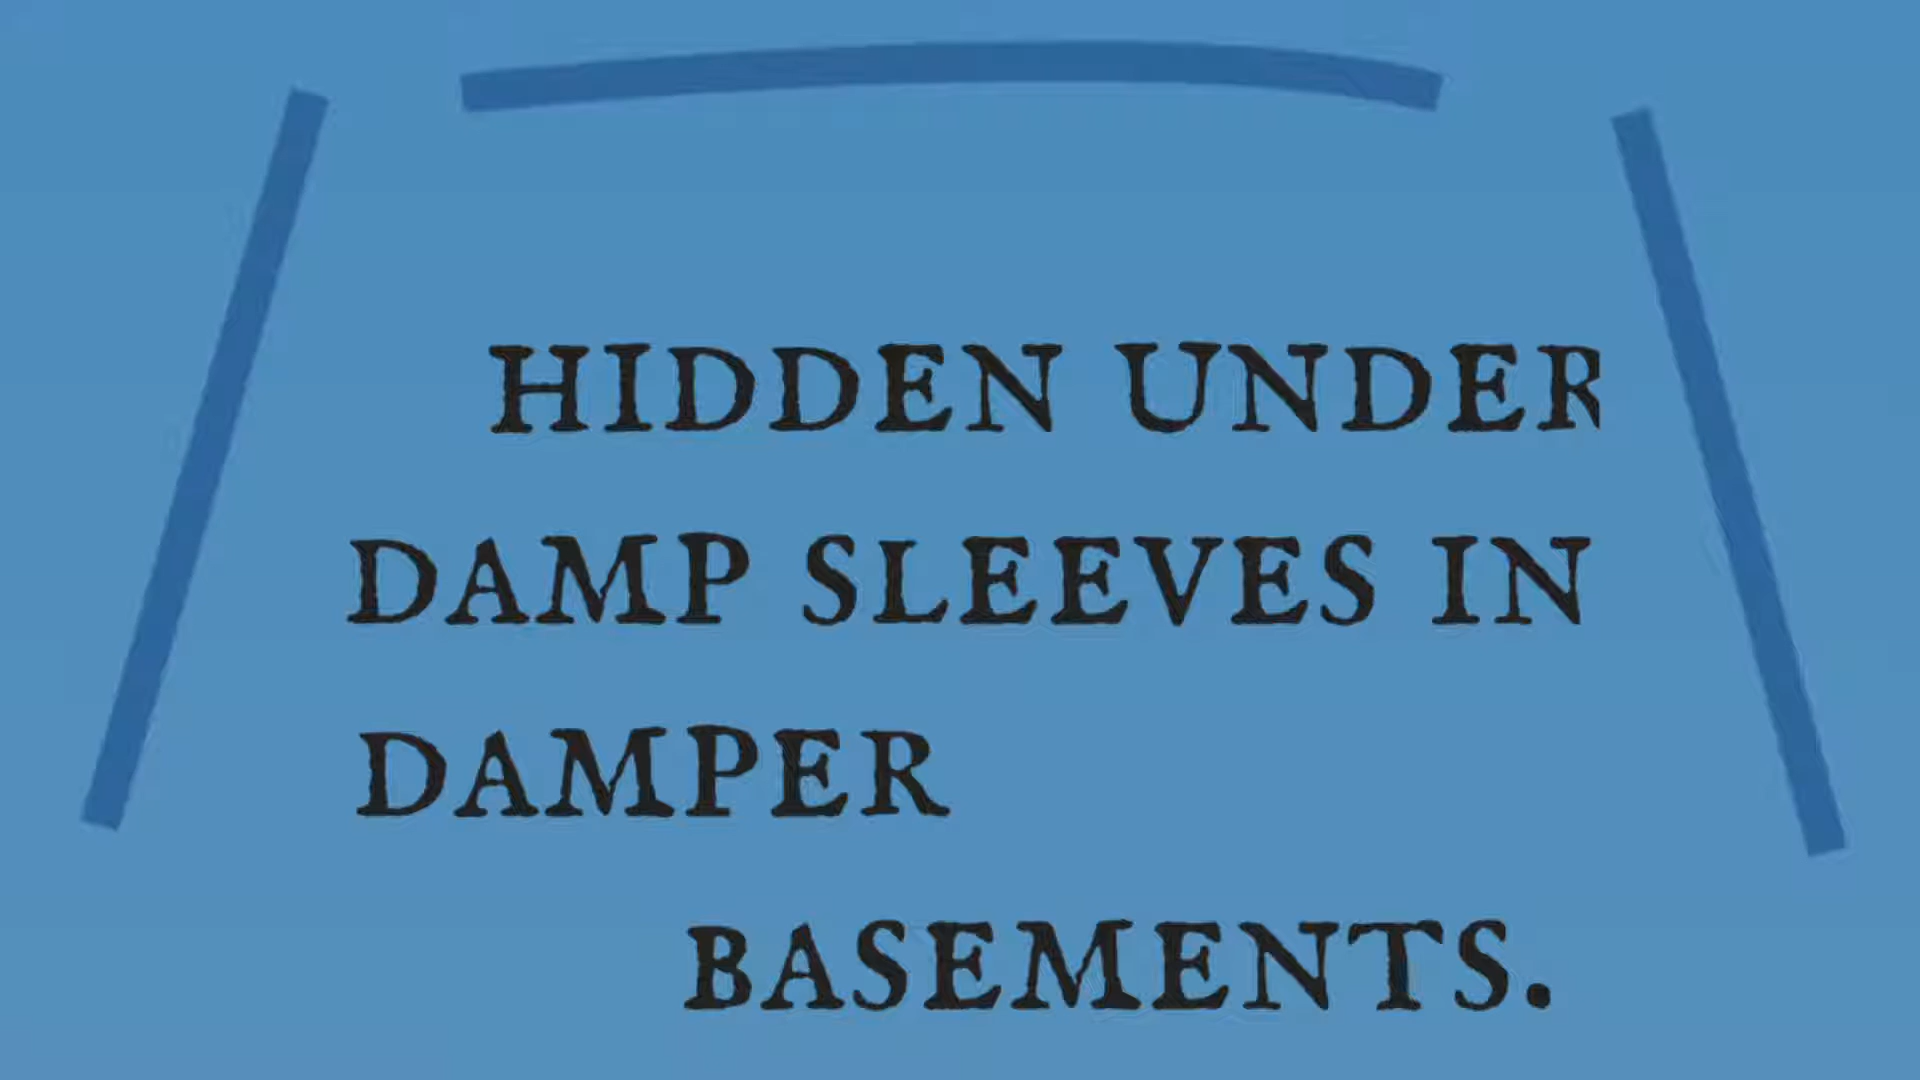 HIDDEN UNDER
DAMP SLEEVES IN
DAMPER
BASEMENTS.